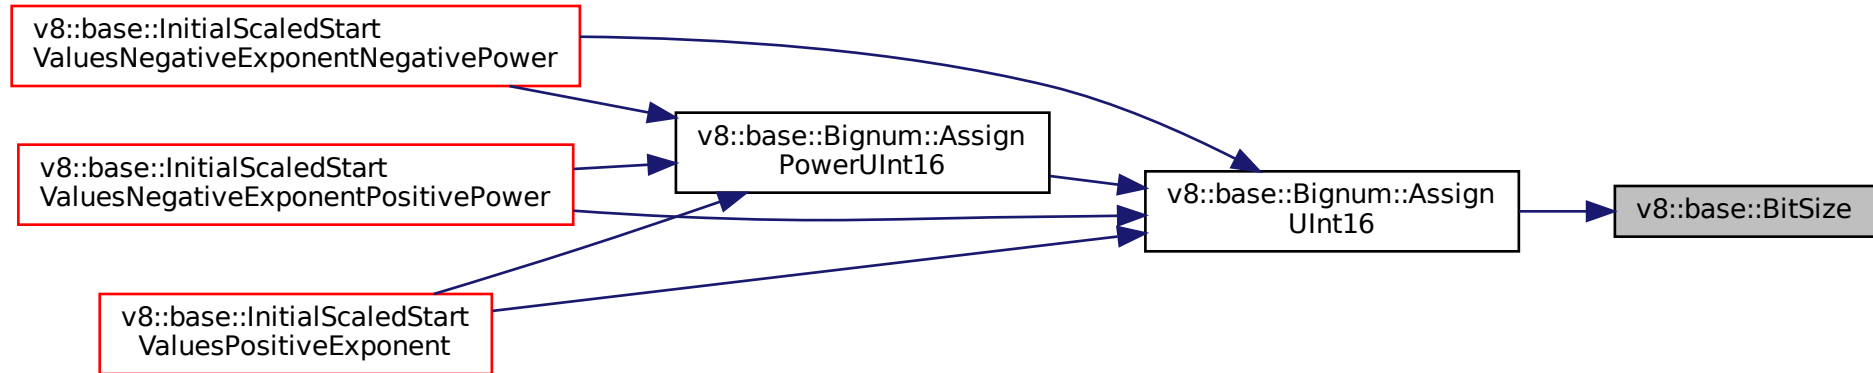 v8::base::InitialScaledStart
ValuesNegativeExponentNegativePower
v8::base::Bignum::Assign
PowerUInt16
v8::base::InitialScaledStart
ValuesNegativeExponentPositivePower
v8::base::Bignum::Assign
UInt16
v8::base::BitSize
v8::base::InitialScaledStart
ValuesPositiveExponent